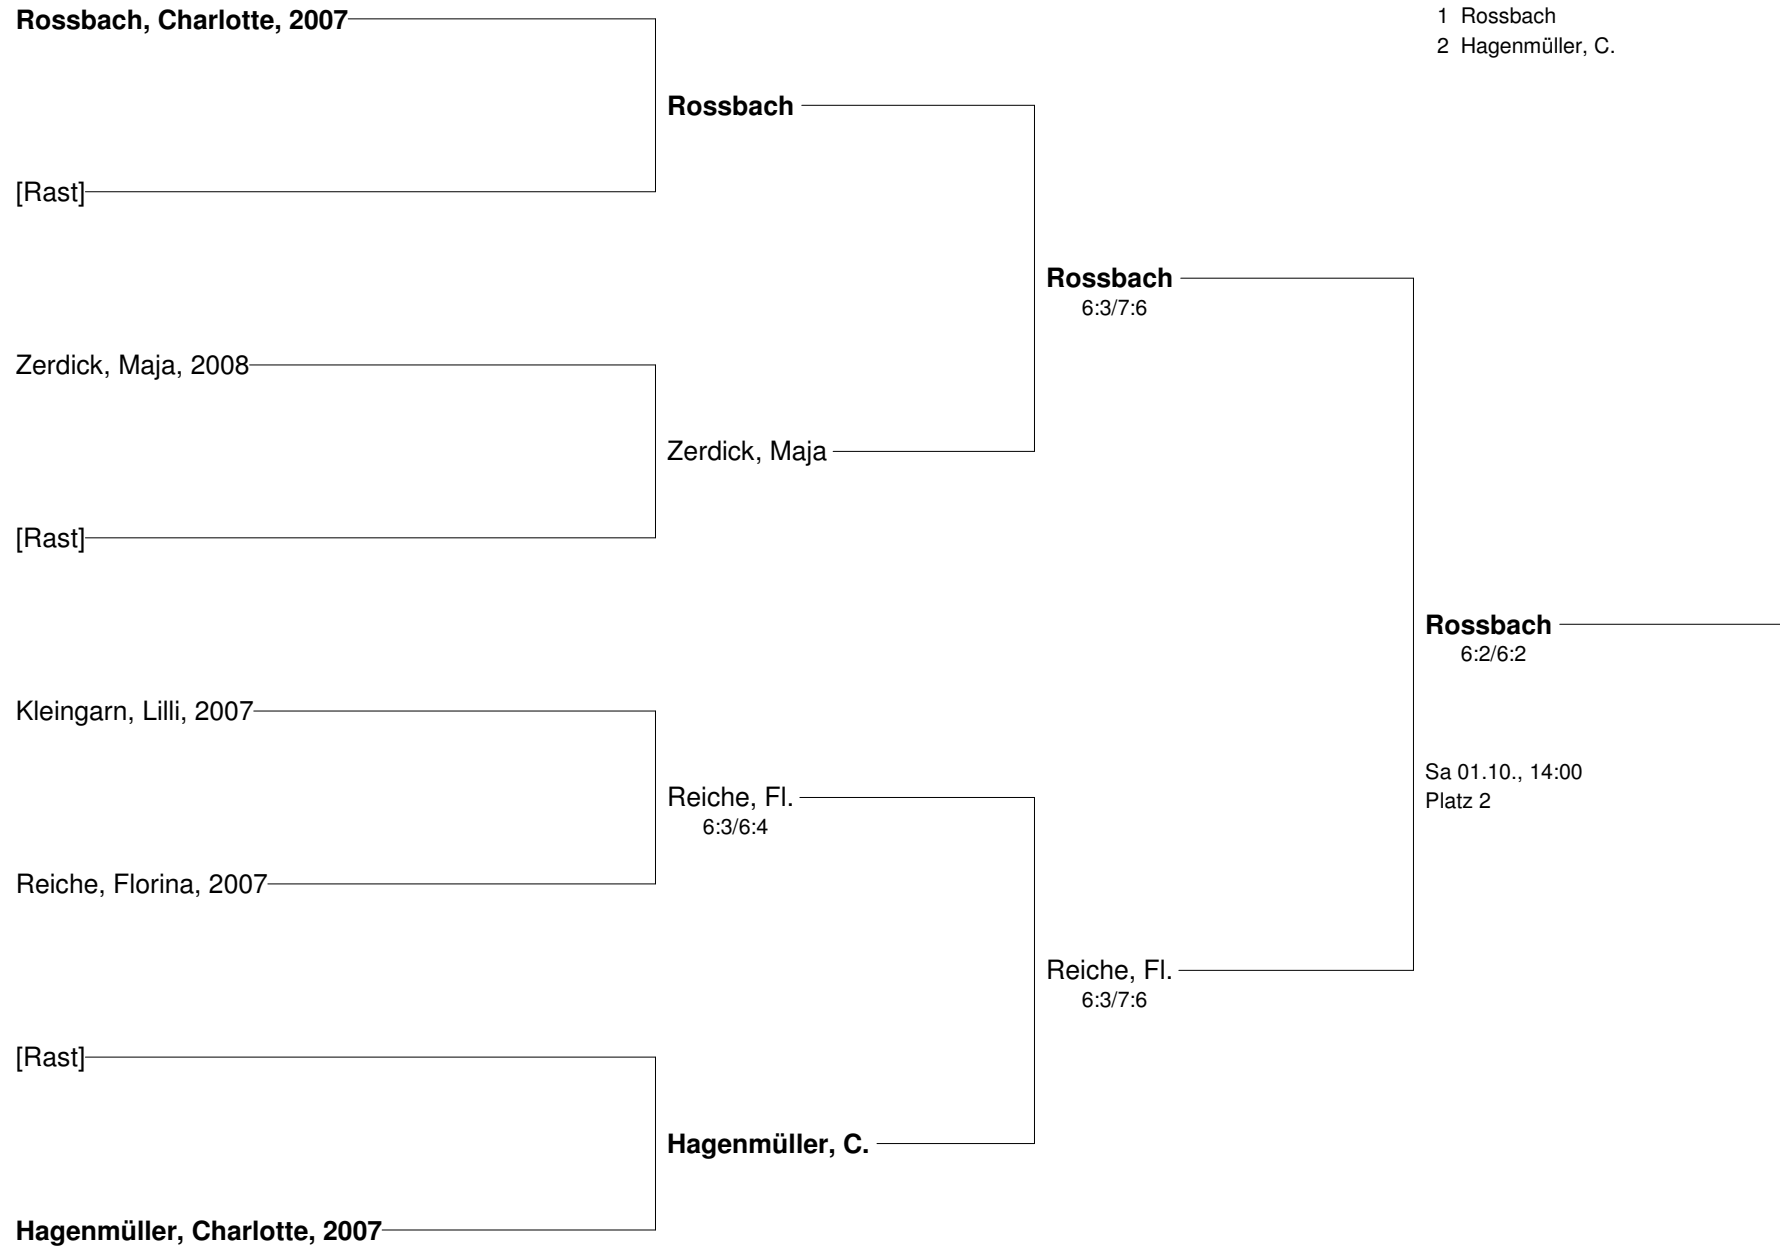 Rossbach, Charlotte, 2007
[Rast]
Zerdick, Maja, 2008
[Rast]
Kleingarn, Lilli, 2007
Reiche, Florina, 2007
[Rast]
Hagenmüller, Charlotte, 2007
Rossbach
Zerdick, Maja
Reiche, Fl.
6:3/6:4
Hagenmüller, C.
Rossbach
6:3/7:6
Reiche, Fl.
6:3/7:6
1 Rossbach
2 Hagenmüller, C.
Rossbach
6:2/6:2
Sa 01.10., 14:00
Platz 2